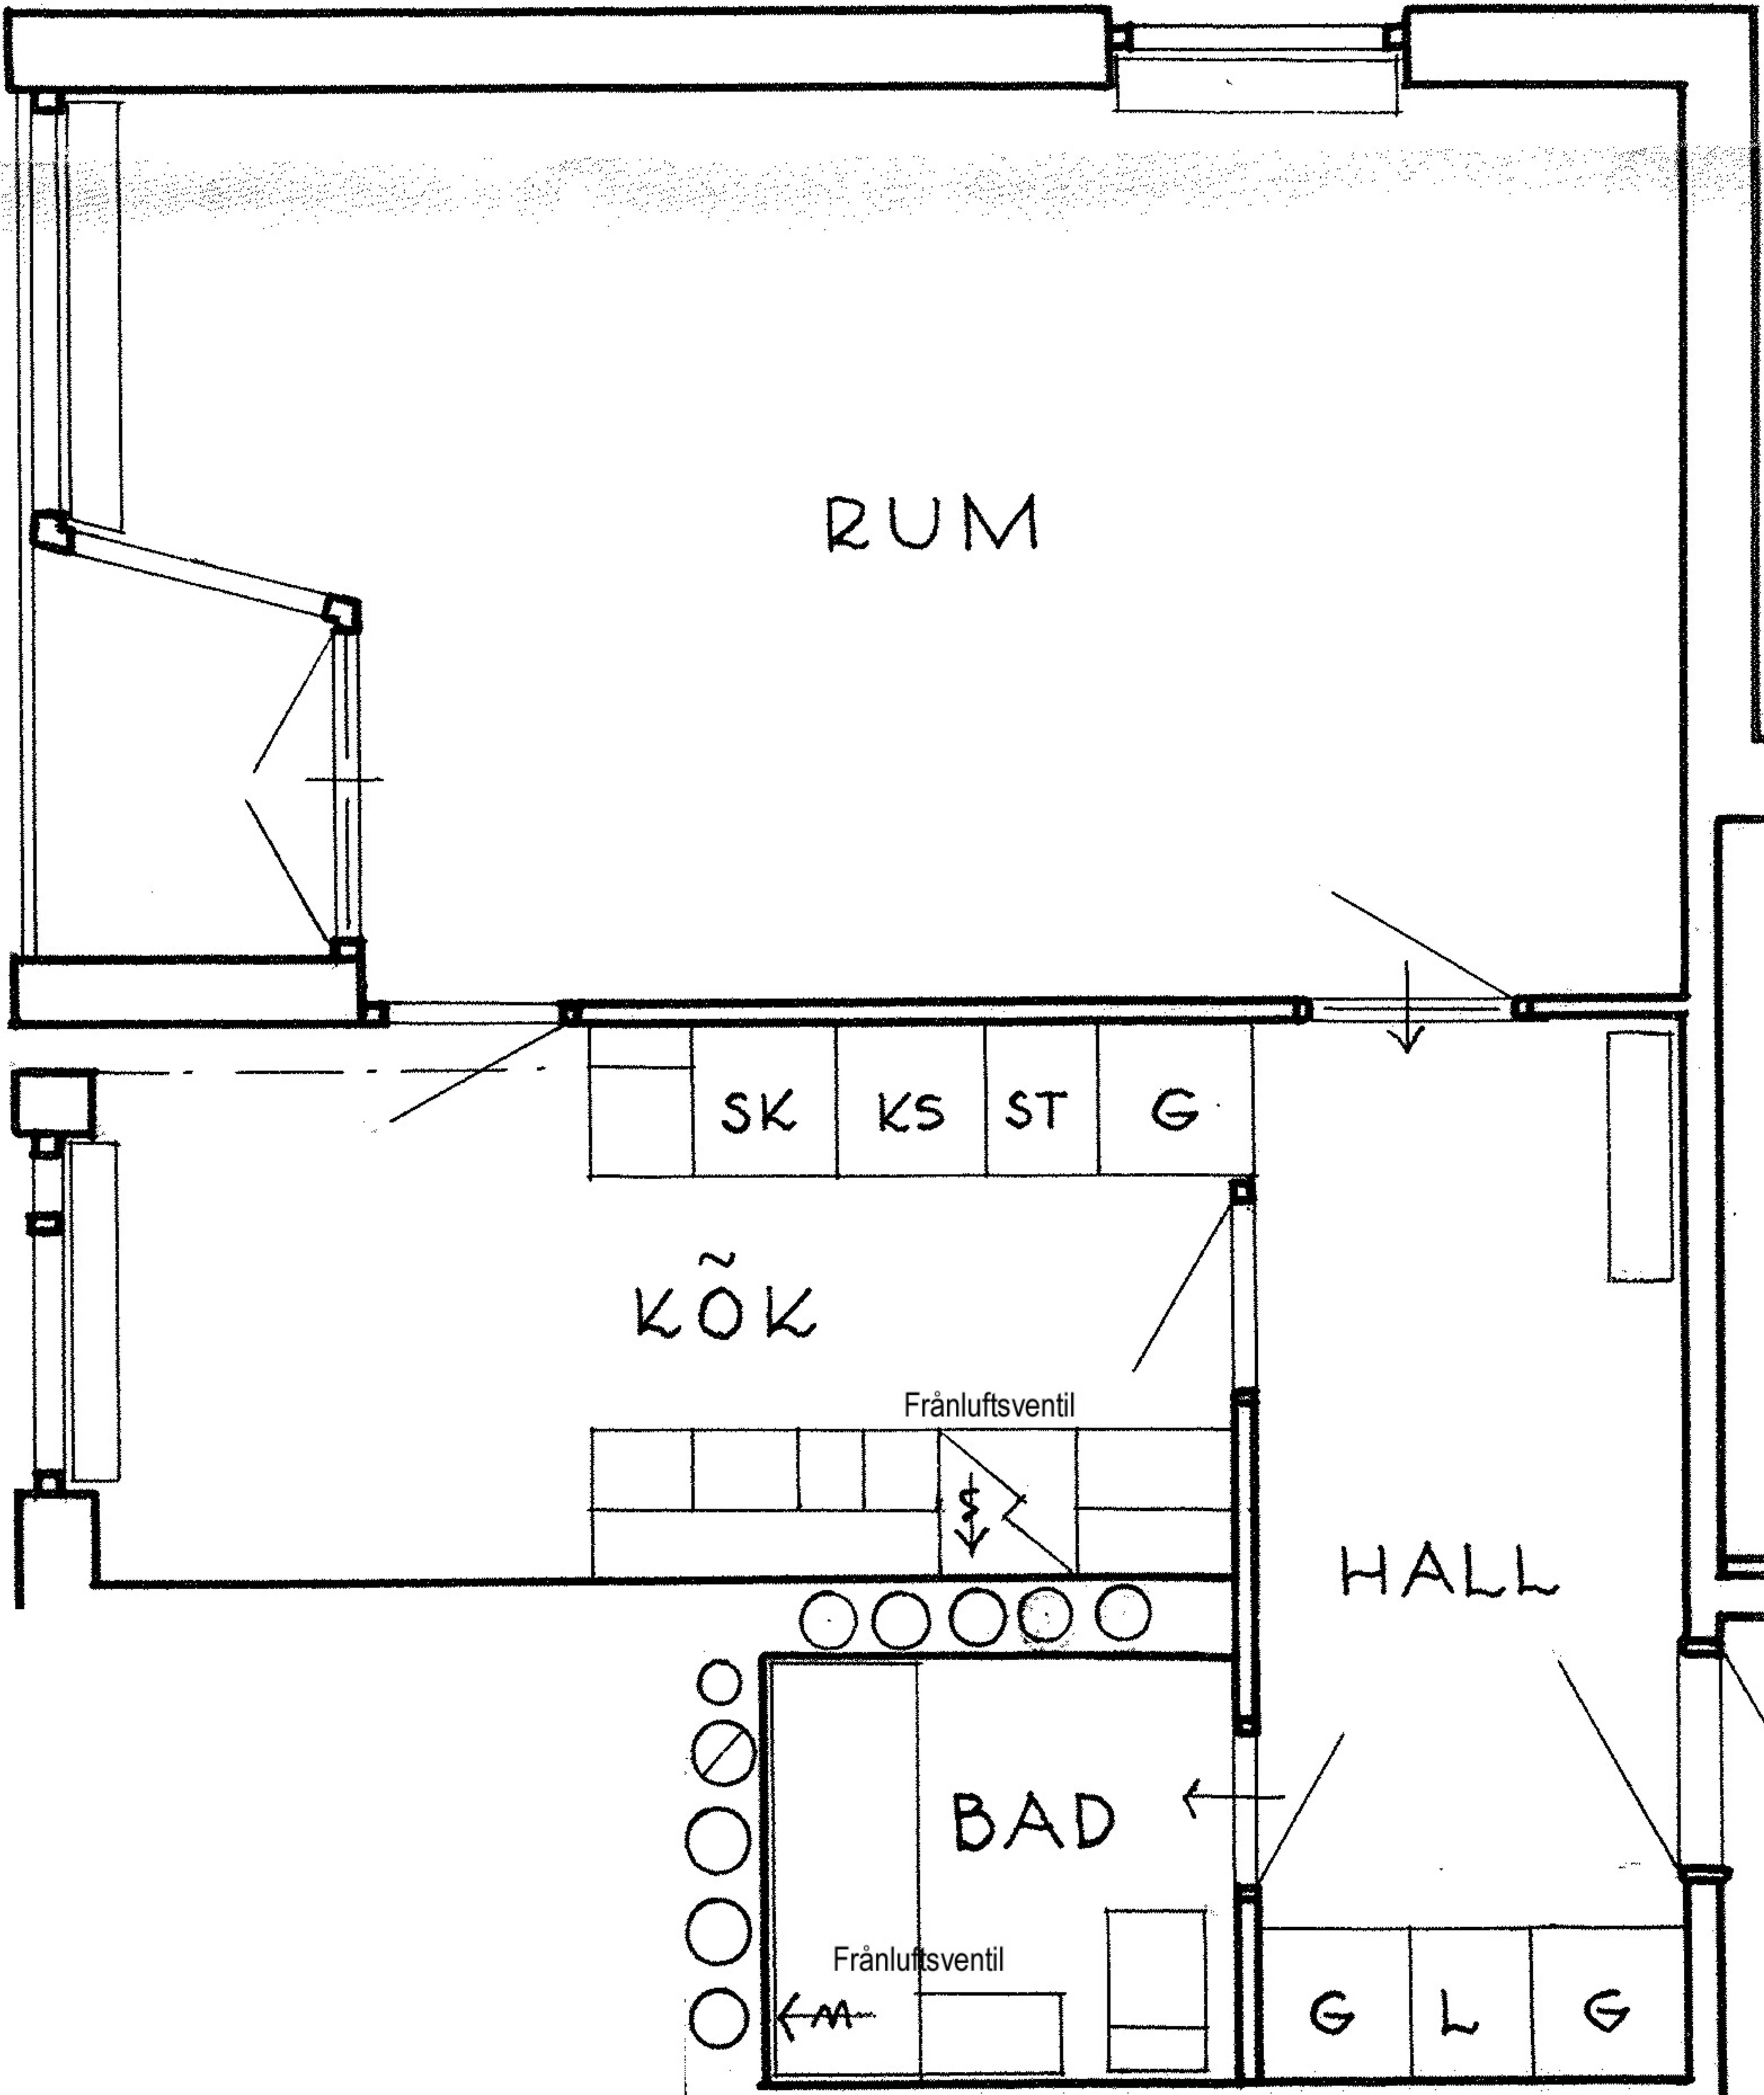 RUM
SK KS ST G
KÖK
Frånluftsventil
S
HALL
BAD
Frånluftsventil
M
G L G